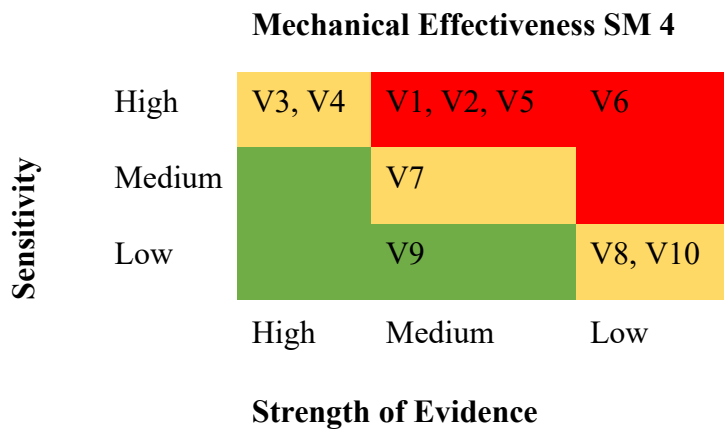 Mechanical Effectiveness SM 4
Sensitivity
High V3, V4 V1, V2, V5 V6
Medium V7
Low V9 V8, V10
High Medium Low
Strength of Evidence